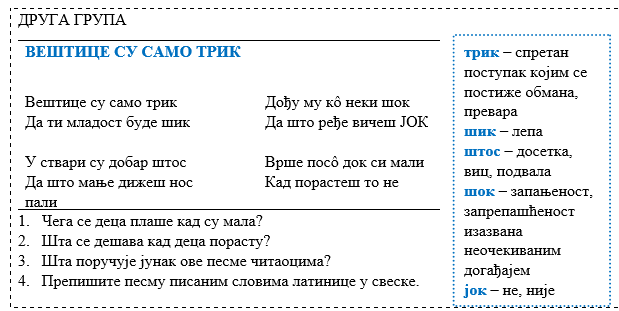 ДРУГА ГРУПА
ВЕШТИЦЕ СУ САМО ТРИК
Вештице су само трик
Да ти младост буде шик
У ствари су добар штос
Да што мање дижеш нос
Дођу му кô неки шок
Да што ређе вичеш ЈОК
Врше посô док си мали
Кад порастеш то не
пали
1. Чега се деца плаше кад су мала?
2. Шта се дешава кад деца порасту?
3. Шта поручује јунак ове песме читаоцима?
4. Препишите песму писаним словима латинице у свеске.
трик – спретан
поступак којим се
постиже обмана,
превара
шик – лепа
штос – досетка,
виц, подвала
шок – запањеност,
запрепашћеност
изазвана
неочекиваним
догађајем
јок – не, није